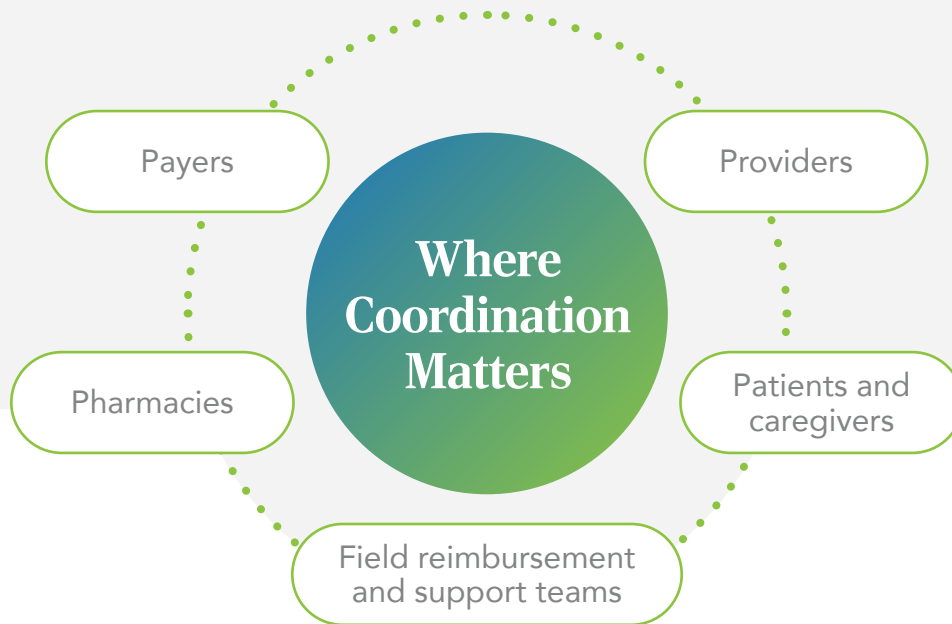 Payers
Providers
Where
Coordination
Matters
Pharmacies
Patients and
caregivers
Field reimbursement
and support teams